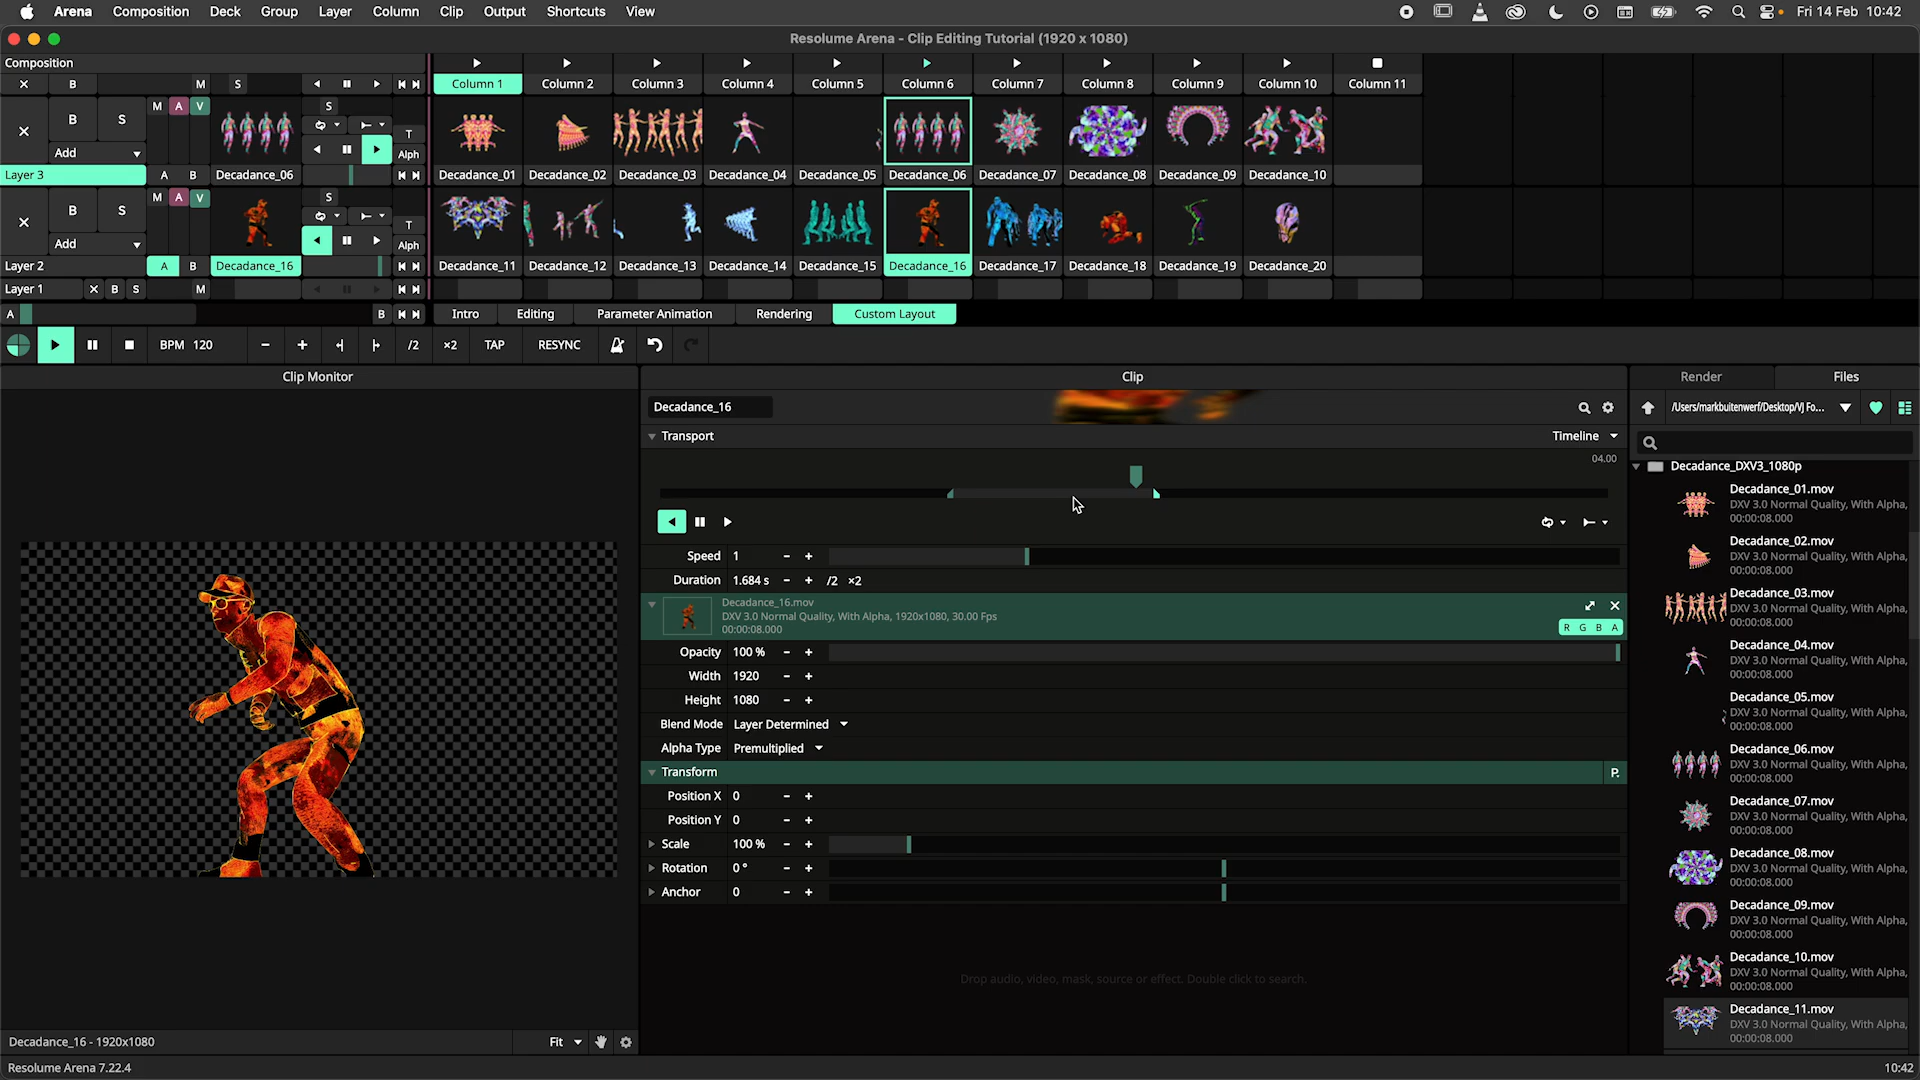 Arena Composition Deck Group Layer Column Clip Output Shortcuts View Fri 14 Feb 10:42
Resolume Arena - Clip Editing Tutorial (1920 x 1080)
Composition
B M S Column 1 Column 2 Column 3 Column 4 Column 5 Column 6 Column 7 Column 8 Column 9 Column 10 Column 11
M A V S
B S T
Add Alph
Layer 3 A B Decadance_06 Decadance_01 Decadance_02 Decadance_03 Decadance_04 Decadance_05 Decadance_06 Decadance_07 Decadance_08 Decadance_09 Decadance_10
M A V S
B S T
Add Alph
Layer 2 A B Decadance_16 Decadance_11 Decadance_12 Decadance_13 Decadance_14 Decadance_15 Decadance_16 Decadance_17 Decadance_18 Decadance_19 Decadance_20
Layer 1 B S M
A B Intro Editing Parameter Animation Rendering Custom Layout
BPM 120 - + /2 ×2 TAP RESYNC
Clip Monitor Clip Render Files
Decadance_16 /Users/markbuitenwerf/Desktop/VJ Fo...
Transport Timeline
04.00
Speed 1 - +
Duration 1.684 s - + /2 ×2
Decadance_16.mov
DXV 3.0 Normal Quality, With Alpha, 1920x1080, 30.00 Fps
00:00:08.000 R G B A
Opacity 100 % - +
Width 1920 - +
Height 1080 - +
Blend Mode Layer Determined
Alpha Type Premultiplied
Transform P.
Position X 0 - +
Position Y 0 - +
Scale 100 % - +
Rotation 0 ° - +
Anchor 0 - +
Drop audio, video, mask, source or effect. Double click to search.
Decadance_DXV3_1080p
Decadance_01.mov
DXV 3.0 Normal Quality, With Alpha,
00:00:08.000
Decadance_02.mov
DXV 3.0 Normal Quality, With Alpha,
00:00:08.000
Decadance_03.mov
DXV 3.0 Normal Quality, With Alpha,
00:00:08.000
Decadance_04.mov
DXV 3.0 Normal Quality, With Alpha,
00:00:08.000
Decadance_05.mov
DXV 3.0 Normal Quality, With Alpha,
00:00:08.000
Decadance_06.mov
DXV 3.0 Normal Quality, With Alpha,
00:00:08.000
Decadance_07.mov
DXV 3.0 Normal Quality, With Alpha,
00:00:08.000
Decadance_08.mov
DXV 3.0 Normal Quality, With Alpha,
00:00:08.000
Decadance_09.mov
DXV 3.0 Normal Quality, With Alpha,
00:00:08.000
Decadance_10.mov
DXV 3.0 Normal Quality, With Alpha,
00:00:08.000
Decadance_11.mov
DXV 3.0 Normal Quality, With Alpha,
00:00:08.000
Decadance_16 - 1920x1080 Fit
Resolume Arena 7.22.4 10:42